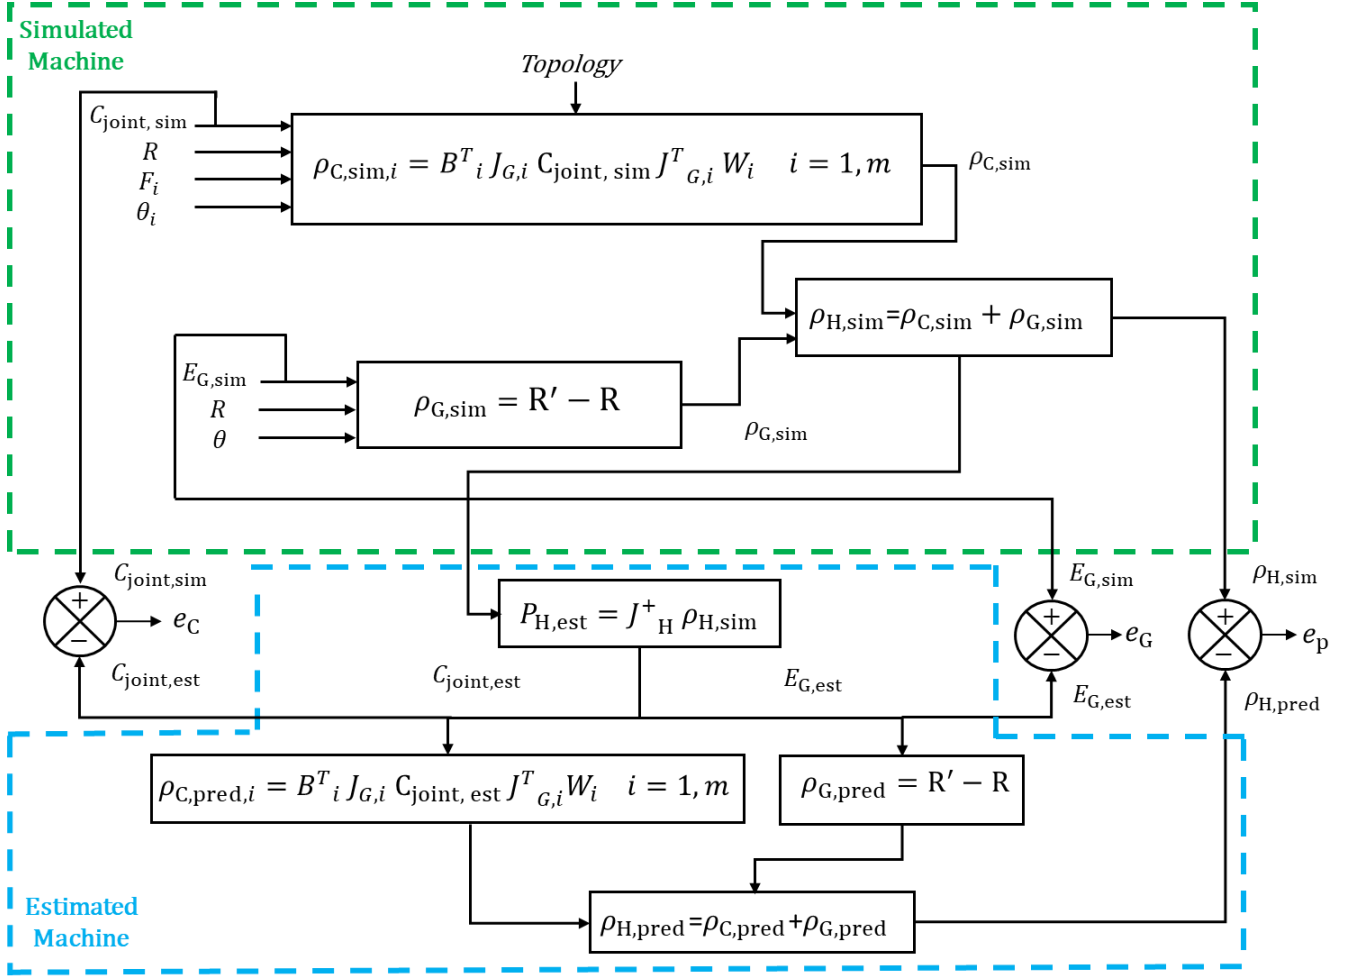 Simulated
Machine
Topology
C_joint, sim
R
F_i
θ_i
ρ_C,sim,i = B^T_i J_G,i C_joint, sim J^T_G,i W_i i = 1, m
ρ_C,sim
ρ_H,sim=ρ_C,sim + ρ_G,sim
E_G,sim
R
θ
ρ_G,sim = R′ − R
ρ_G,sim
C_joint,sim
+
−
e_C
C_joint,est
P_H,est = J^+_H ρ_H,sim
C_joint,est
E_G,est
E_G,sim
+
−
e_G
E_G,est
ρ_H,sim
+
−
e_p
ρ_H,pred
ρ_C,pred,i = B^T_i J_G,i C_joint, est J^T_G,i W_i i = 1, m
ρ_G,pred = R′ − R
ρ_H,pred=ρ_C,pred+ρ_G,pred
Estimated
Machine